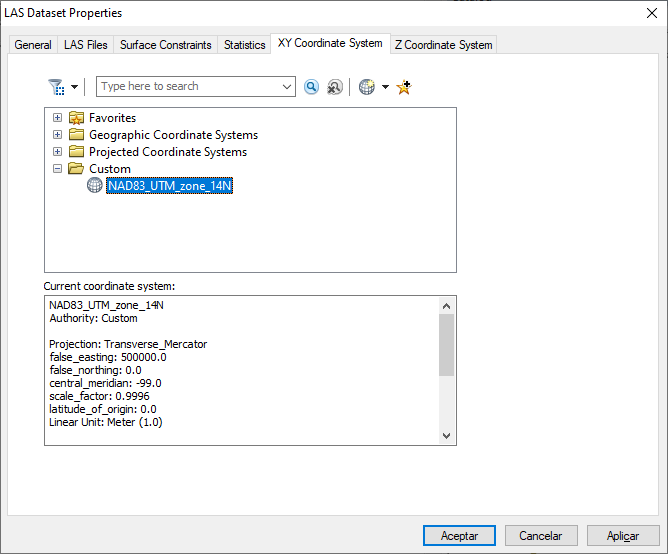 LAS Dataset Properties
General LAS Files Surface Constraints Statistics XY Coordinate System Z Coordinate System
Type here to search
Favorites
Geographic Coordinate Systems
Projected Coordinate Systems
Custom
NAD83_UTM_zone_14N
Current coordinate system:
NAD83_UTM_zone_14N
Authority: Custom
Projection: Transverse_Mercator
false_easting: 500000.0
false_northing: 0.0
central_meridian: -99.0
scale_factor: 0.9996
latitude_of_origin: 0.0
Linear Unit: Meter (1.0)
Aceptar Cancelar Aplicar